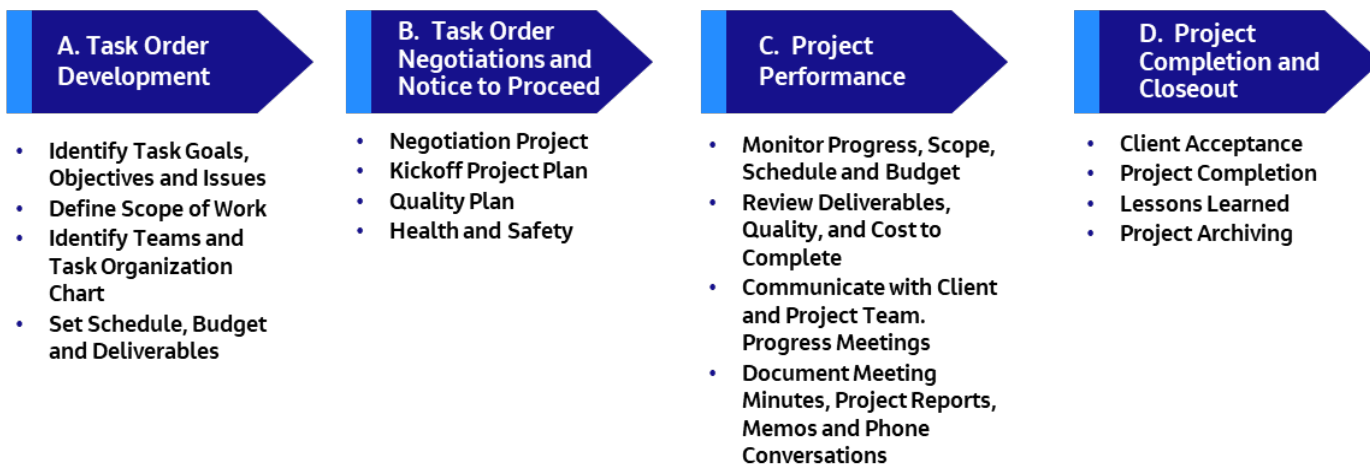 A. Task Order
Development
• Identify Task Goals,
Objectives and Issues
• Define Scope of Work
• Identify Teams and
Task Organization
Chart
• Set Schedule, Budget
and Deliverables
B. Task Order
Negotiations and
Notice to Proceed
• Negotiation Project
• Kickoff Project Plan
• Quality Plan
• Health and Safety
C. Project
Performance
• Monitor Progress, Scope,
Schedule and Budget
• Review Deliverables,
Quality, and Cost to
Complete
• Communicate with Client
and Project Team.
Progress Meetings
• Document Meeting
Minutes, Project Reports,
Memos and Phone
Conversations
D. Project
Completion and
Closeout
• Client Acceptance
• Project Completion
• Lessons Learned
• Project Archiving